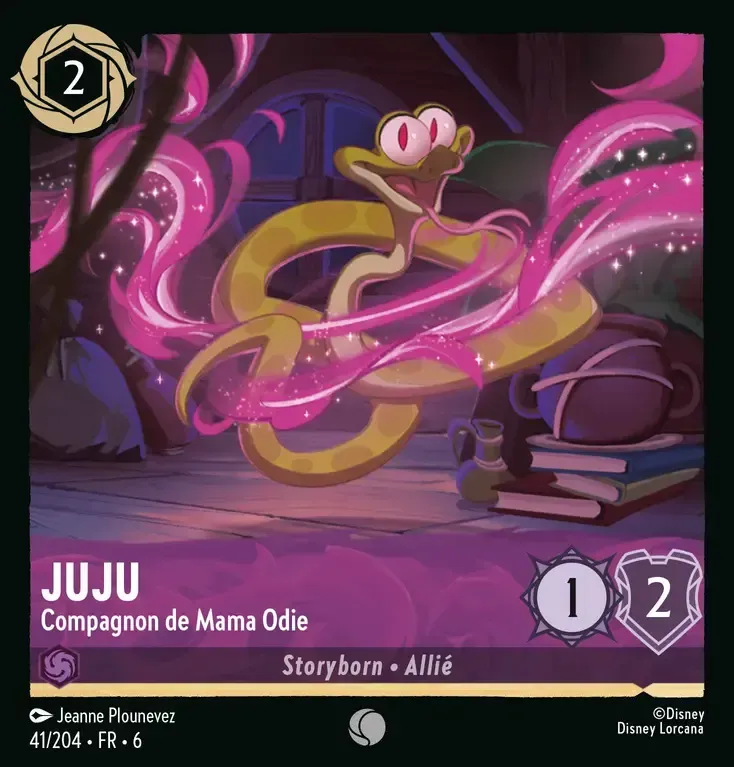 2
JUJU
Compagnon de Mama Odie
1
2
Storyborn • Allié
Jeanne Plounevez
41/204 • FR • 6
©Disney
Disney Lorcana